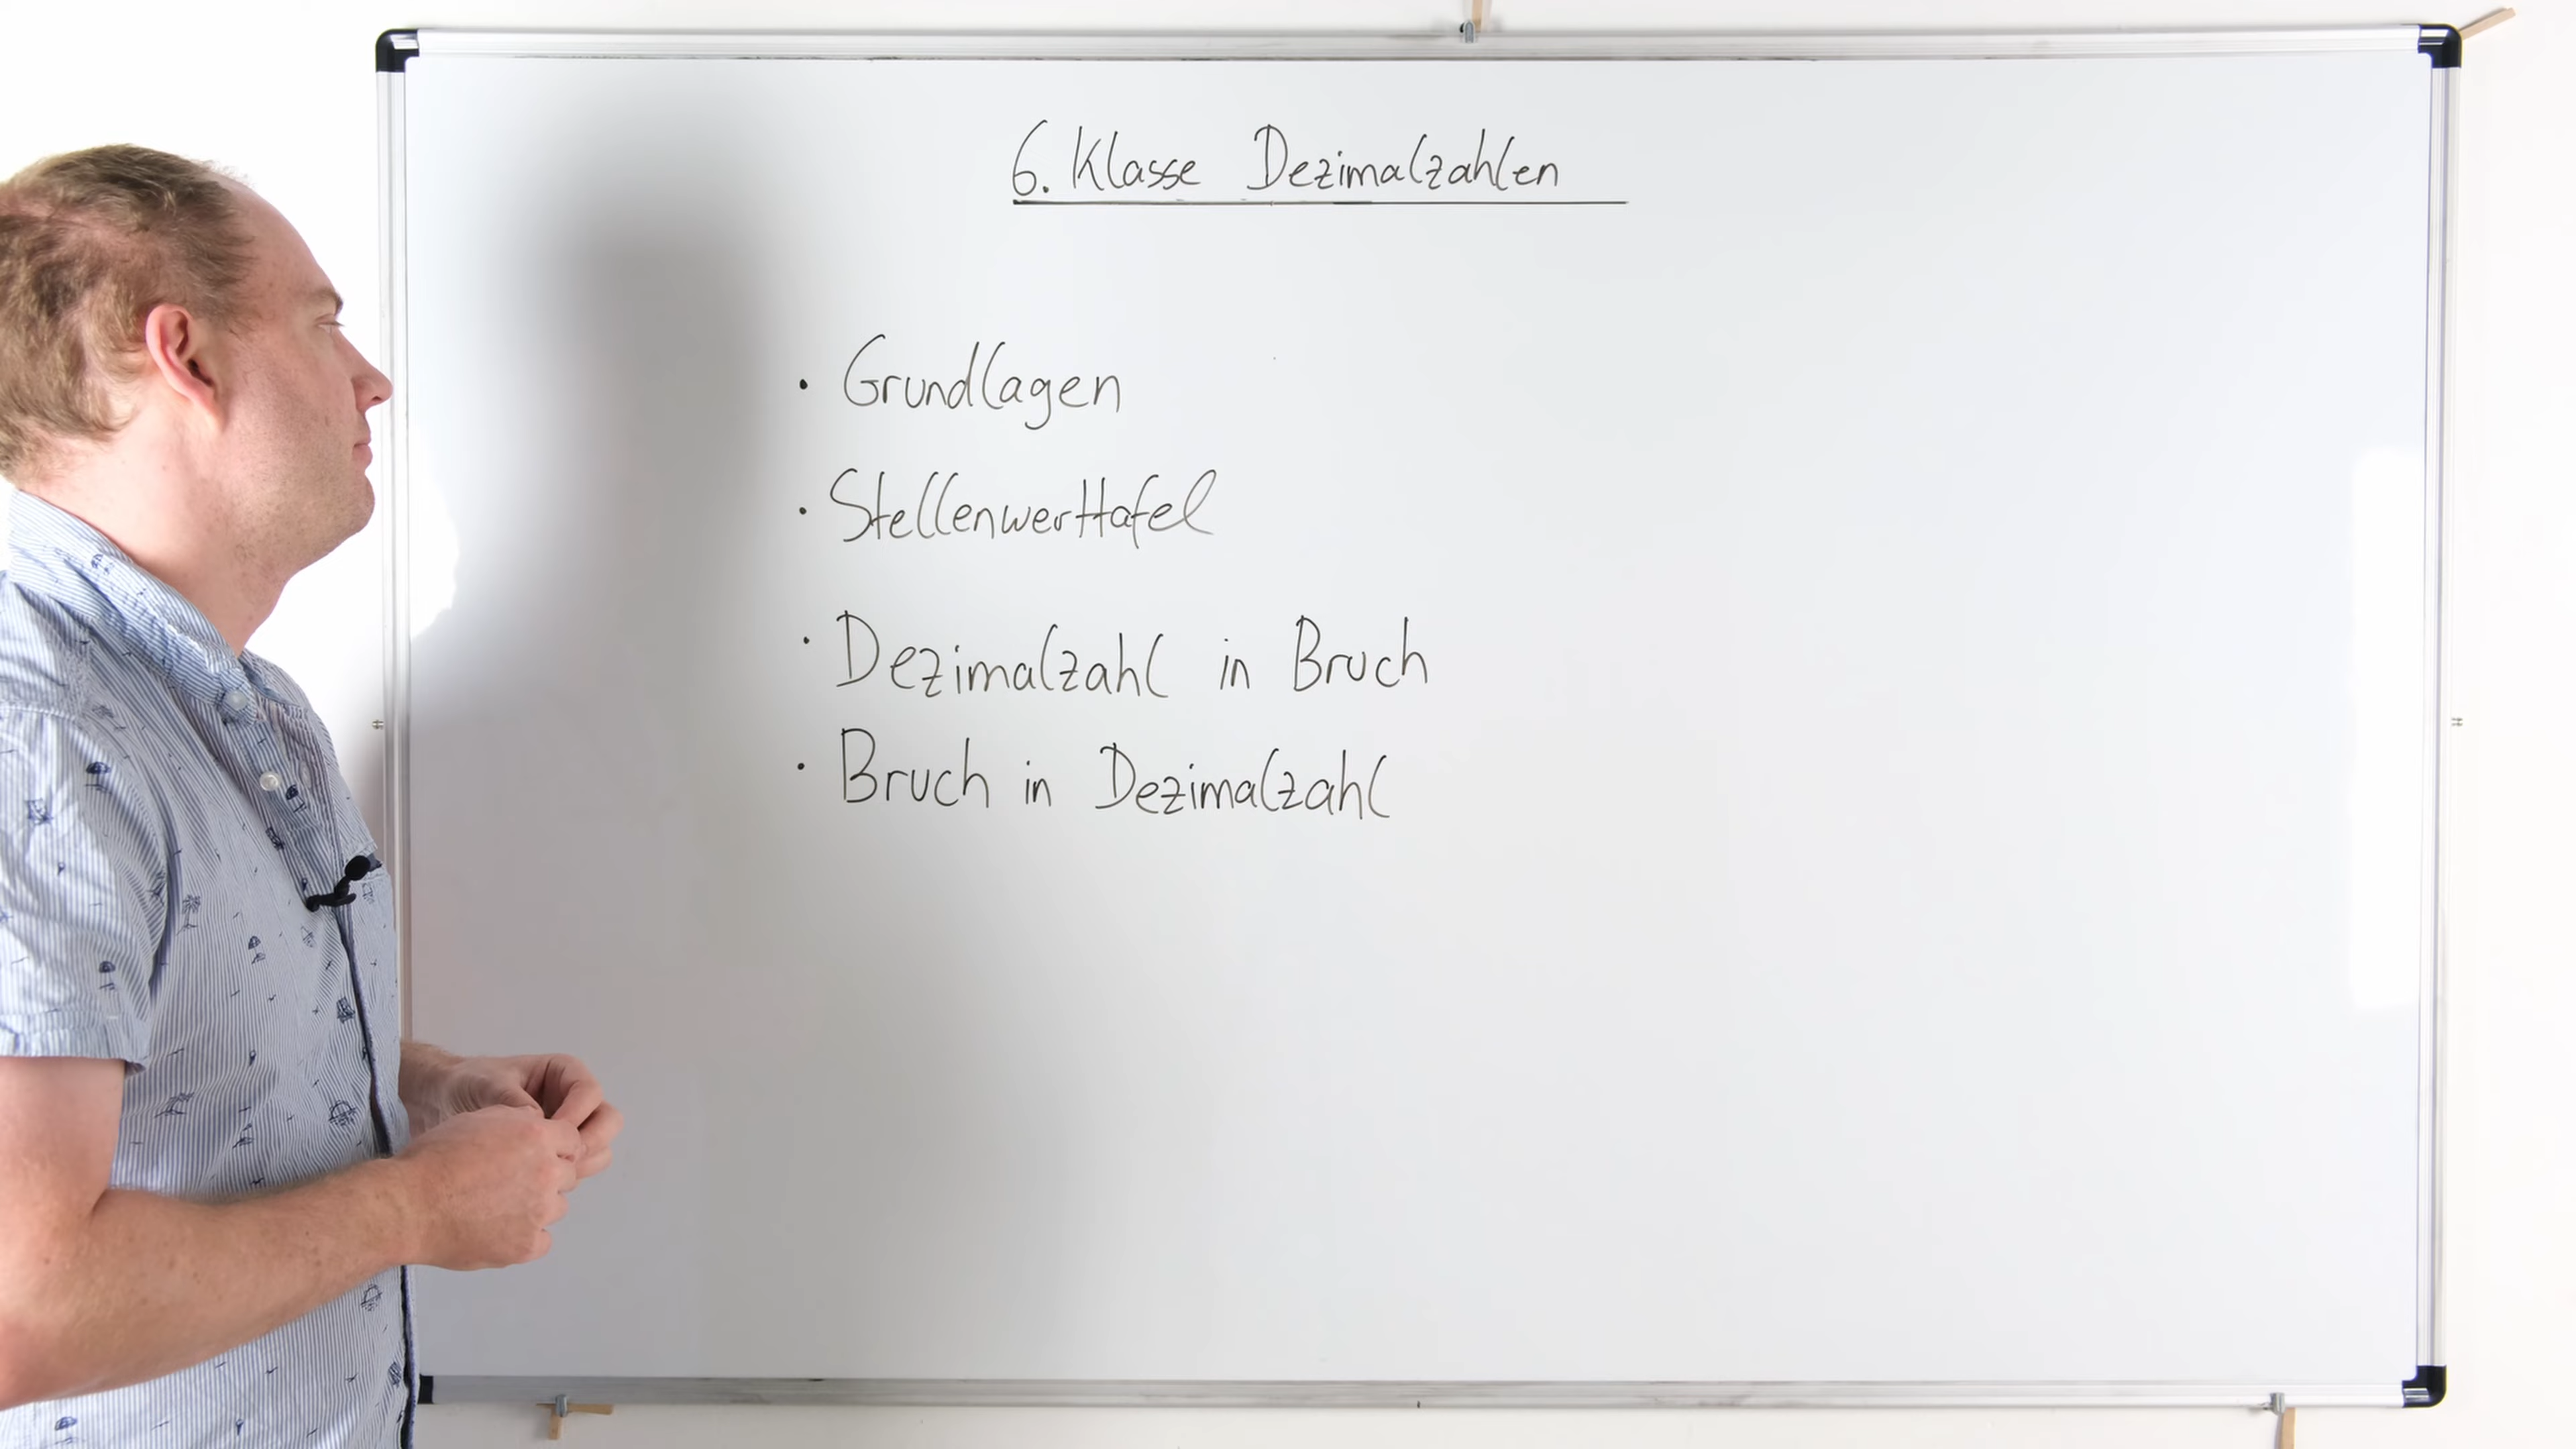 6. Klasse Dezimalzahlen
· Grundlagen
· Stellenwerttafel
· Dezimalzahl in Bruch
· Bruch in Dezimalzahl